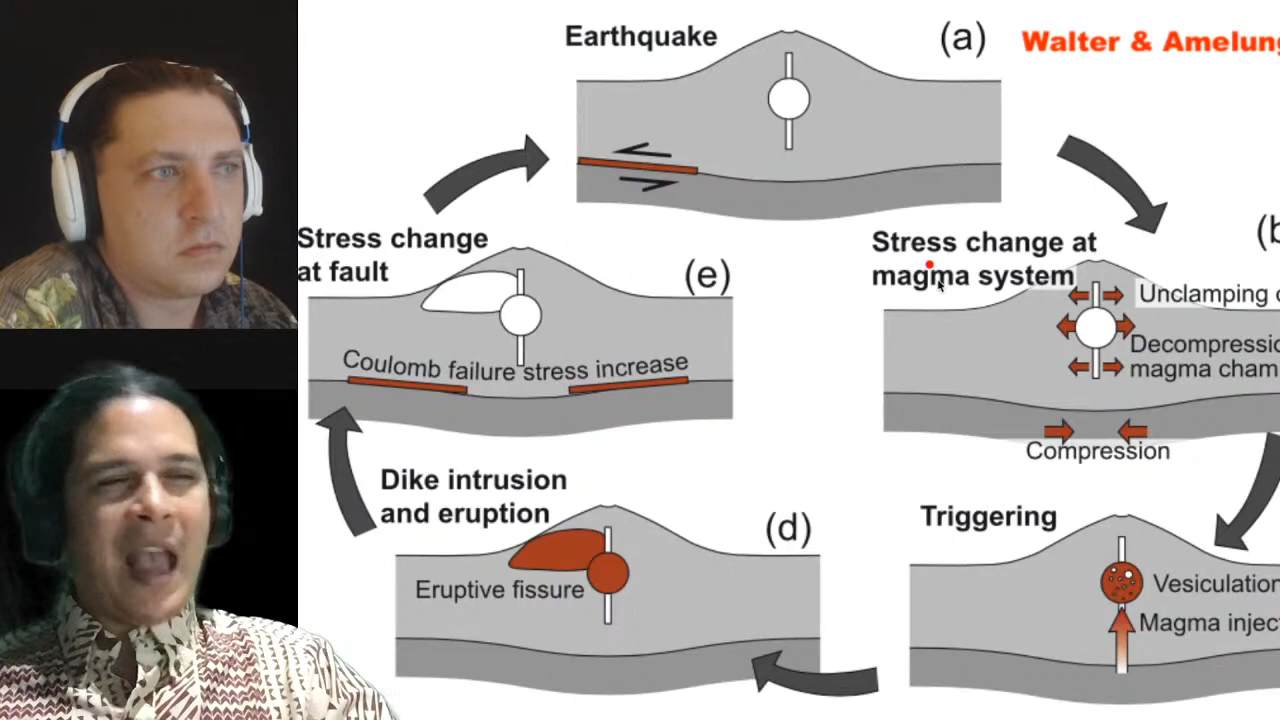 Earthquake
(a)
Walter & Amelung
Stress change at
magma system
(b
Unclamping
Decompressio
magma cham
Compression
Triggering
Vesiculation
Magma inject
Dike intrusion
and eruption
(d)
Eruptive fissure
Stress change
at fault
(e)
Coulomb failure stress increase